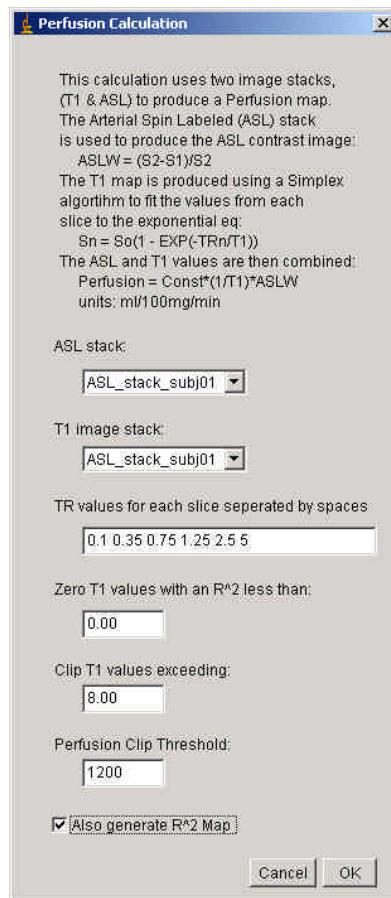 Perfusion Calculation
This calculation uses two image stacks,
(T1 & ASL) to produce a Perfusion map.
The Arterial Spin Labeled (ASL) stack
is used to produce the ASL contrast image:
ASLW = (S2-S1)/S2
The T1 map is produced using a Simplex
algortihm to fit the values from each
slice to the exponential eq:
Sn = So(1 - EXP(-TRn/T1))
The ASL and T1 values are then combined:
Perfusion = Const*(1/T1)*ASLW
units: ml/100mg/min
ASL stack:
ASL_stack_subj01
T1 image stack:
ASL_stack_subj01
TR values for each slice seperated by spaces
0.1 0.35 0.75 1.25 2.5 5
Zero T1 values with an R^2 less than:
0.00
Clip T1 values exceeding:
8.00
Perfusion Clip Threshold:
1200
Also generate R^2 Map
Cancel OK